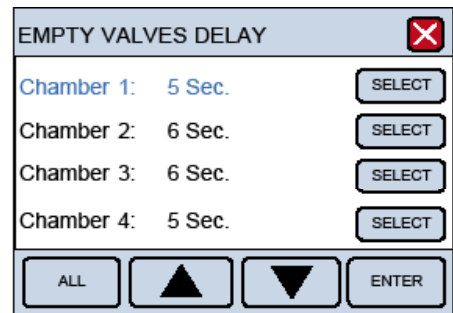 EMPTY VALVES DELAY
Chamber 1: 5 Sec. SELECT
Chamber 2: 6 Sec. SELECT
Chamber 3: 6 Sec. SELECT
Chamber 4: 5 Sec. SELECT
ALL ENTER